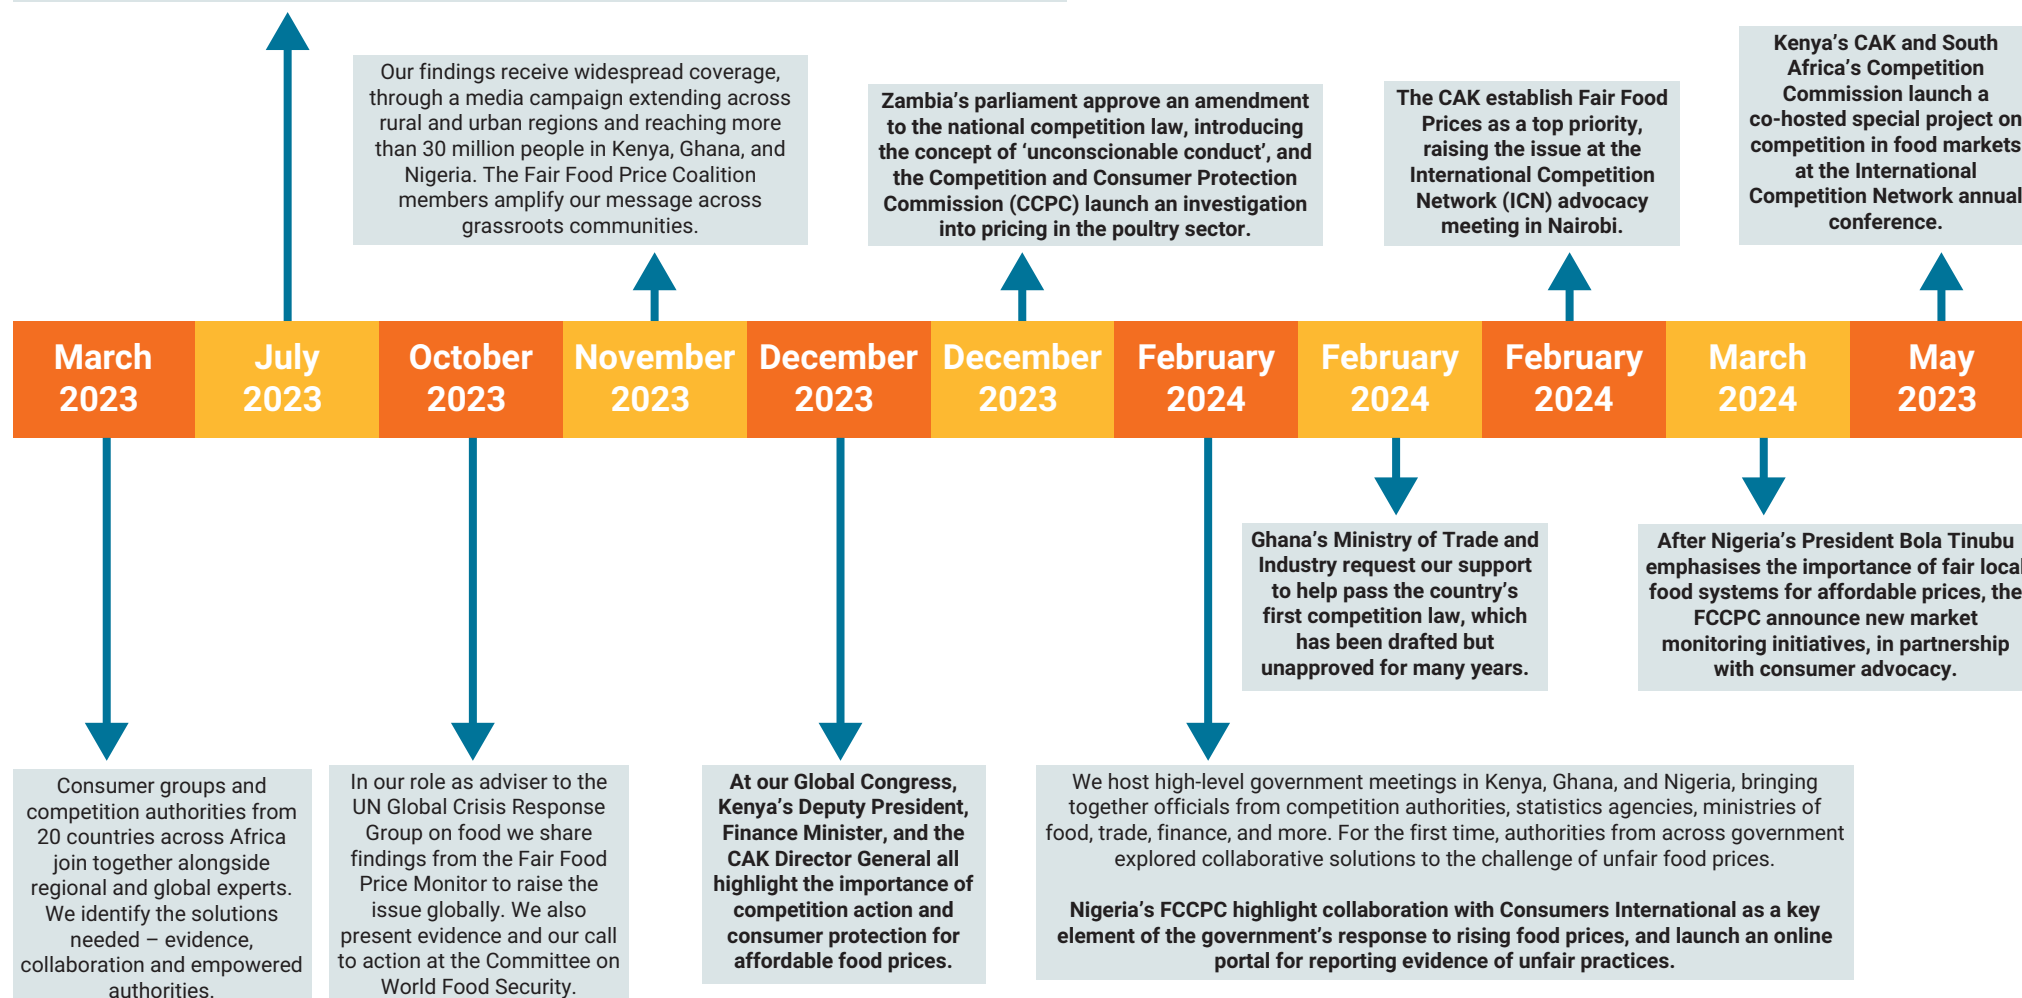 Our findings receive widespread coverage,
through a media campaign extending across
rural and urban regions and reaching more
than 30 million people in Kenya, Ghana, and
Nigeria. The Fair Food Price Coalition
members amplify our message across
grassroots communities.
Zambia’s parliament approve an amendment
to the national competition law, introducing
the concept of ‘unconscionable conduct’, and
the Competition and Consumer Protection
Commission (CCPC) launch an investigation
into pricing in the poultry sector.
The CAK establish Fair Food
Prices as a top priority,
raising the issue at the
International Competition
Network (ICN) advocacy
meeting in Nairobi.
Kenya’s CAK and South
Africa’s Competition
Commission launch a
co-hosted special project on
competition in food markets
at the International
Competition Network annual
conference.
March
2023
July
2023
October
2023
November
2023
December
2023
December
2023
February
2024
February
2024
February
2024
March
2024
May
2023
Ghana’s Ministry of Trade and
Industry request our support
to help pass the country’s
first competition law, which
has been drafted but
unapproved for many years.
After Nigeria’s President Bola Tinubu
emphasises the importance of fair local
food systems for affordable prices, the
FCCPC announce new market
monitoring initiatives, in partnership
with consumer advocacy.
Consumer groups and
competition authorities from
20 countries across Africa
join together alongside
regional and global experts.
We identify the solutions
needed – evidence,
collaboration and empowered
authorities.
In our role as adviser to the
UN Global Crisis Response
Group on food we share
findings from the Fair Food
Price Monitor to raise the
issue globally. We also
present evidence and our call
to action at the Committee on
World Food Security.
At our Global Congress,
Kenya’s Deputy President,
Finance Minister, and the
CAK Director General all
highlight the importance of
competition action and
consumer protection for
affordable food prices.
We host high-level government meetings in Kenya, Ghana, and Nigeria, bringing
together officials from competition authorities, statistics agencies, ministries of
food, trade, finance, and more. For the first time, authorities from across government
explored collaborative solutions to the challenge of unfair food prices.
Nigeria’s FCCPC highlight collaboration with Consumers International as a key
element of the government’s response to rising food prices, and launch an online
portal for reporting evidence of unfair practices.